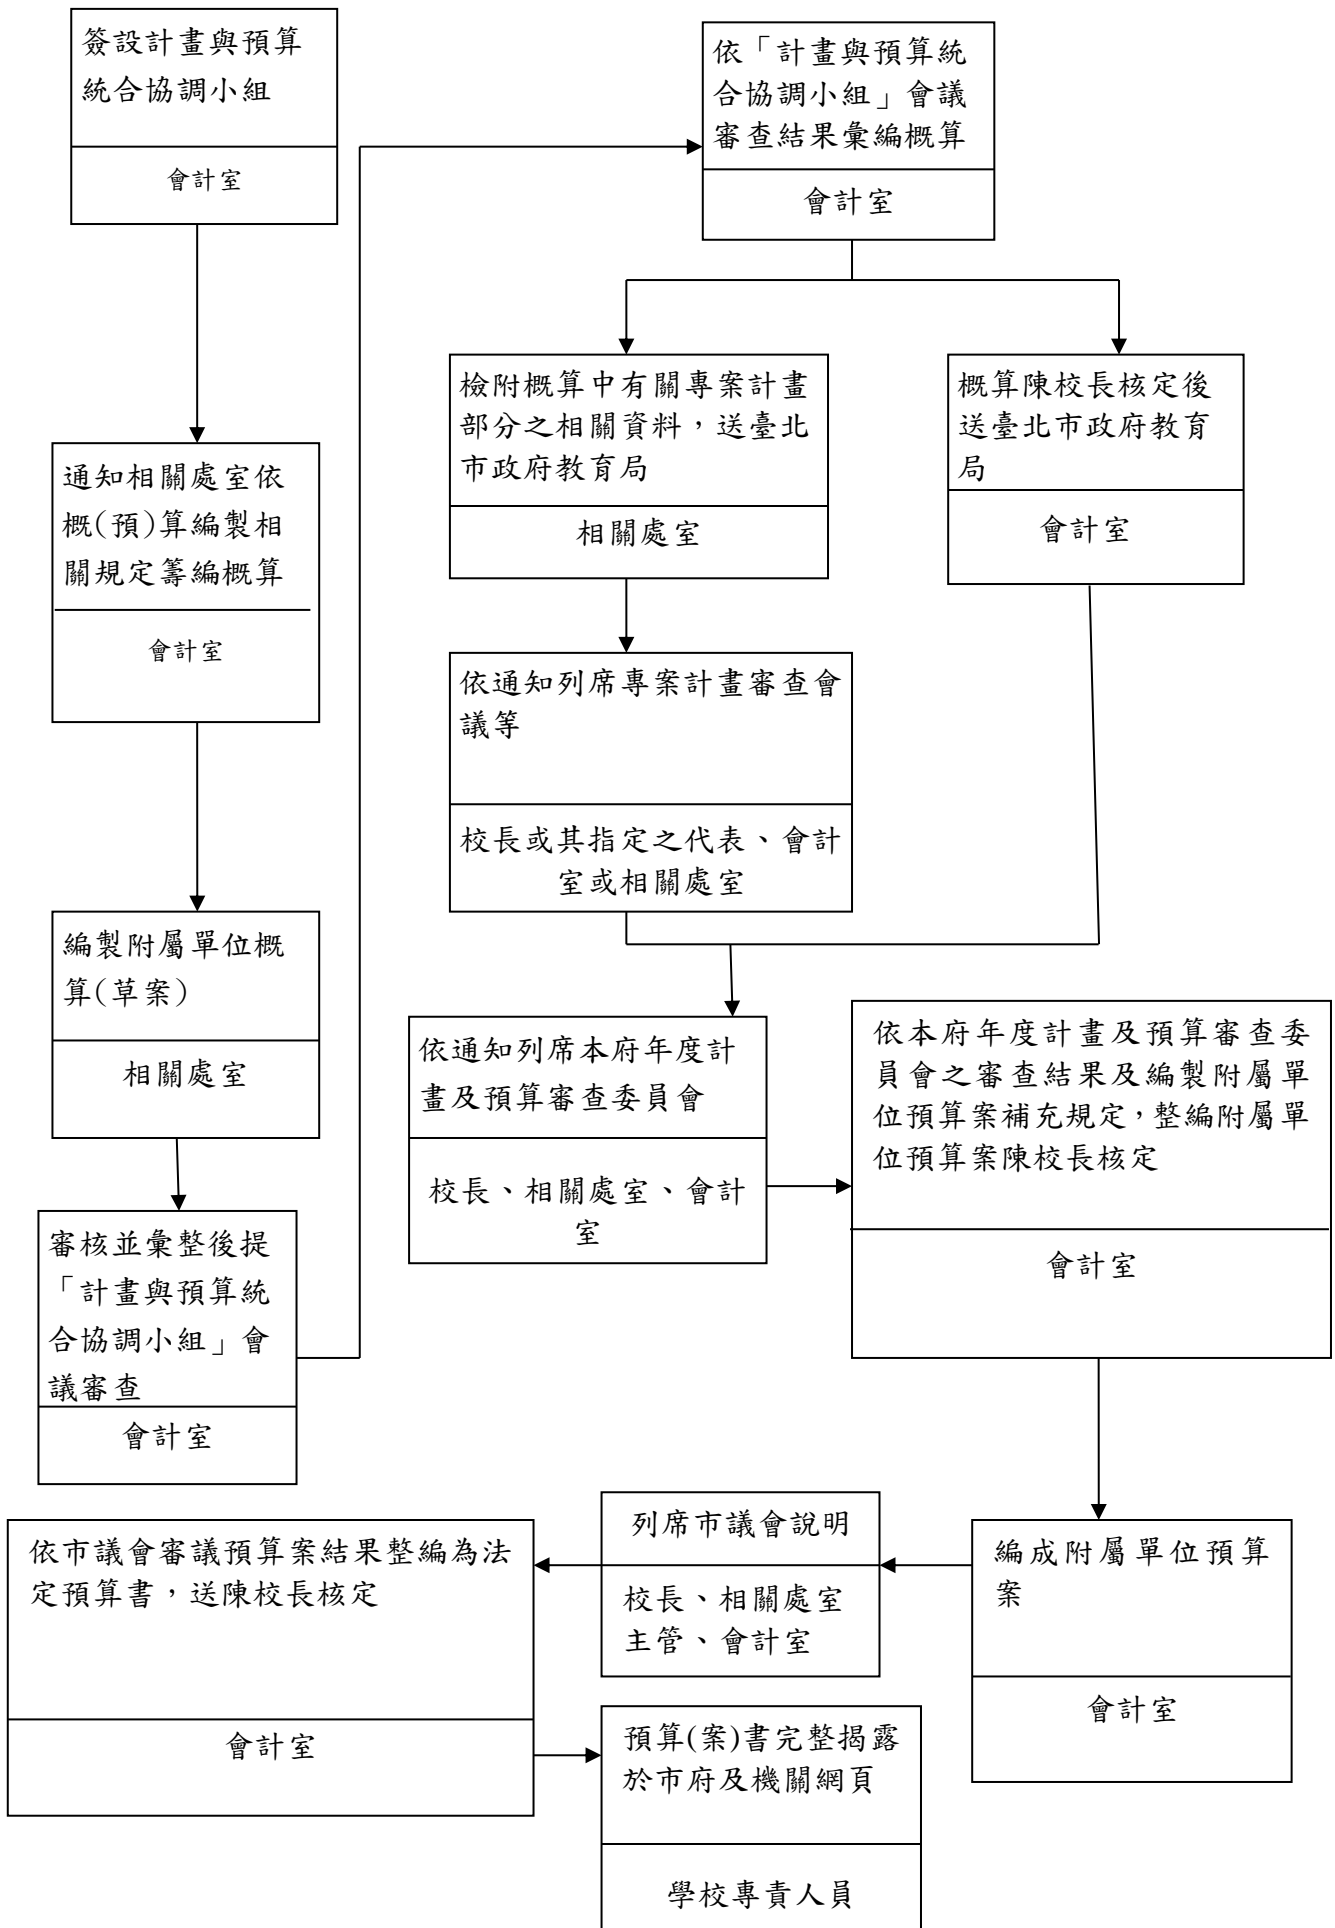 簽設計畫與預算
統合協調小組
會計室
通知相關處室依
概(預)算編製相
關規定籌編概算
會計室
編製附屬單位概
算(草案)
相關處室
審核並彙整後提
「計畫與預算統
合協調小組」會
議審查
會計室
依「計畫與預算統
合協調小組」會議
審查結果彙編概算
會計室
檢附概算中有關專案計畫
部分之相關資料，送臺北
市政府教育局
相關處室
概算陳校長核定後
送臺北市政府教育
局
會計室
依通知列席專案計畫審查會
議等
校長或其指定之代表、會計
室或相關處室
依通知列席本府年度計
畫及預算審查委員會
校長、相關處室、會計
室
依本府年度計畫及預算審查委
員會之審查結果及編製附屬單
位預算案補充規定，整編附屬單
位預算案陳校長核定
會計室
編成附屬單位預算
案
會計室
列席市議會說明
校長、相關處室
主管、會計室
依市議會審議預算案結果整編為法
定預算書，送陳校長核定
會計室
預算(案)書完整揭露
於市府及機關網頁
學校專責人員